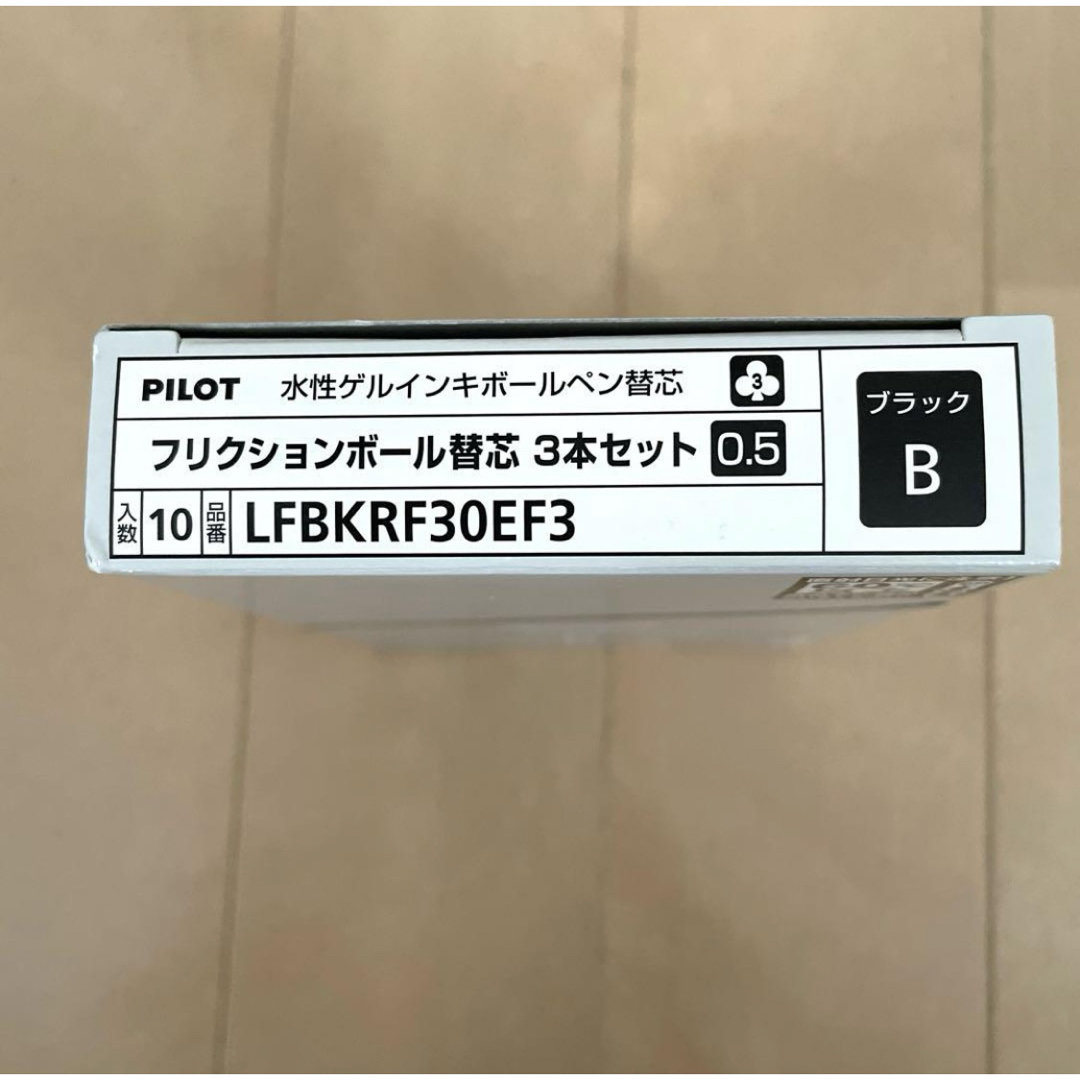 PILOT 水性ゲルインキボールペン替芯 3
フリクションボール替芯 3本セット 0.5
入数 10 品番 LFBKRF30EF3
ブラック
B